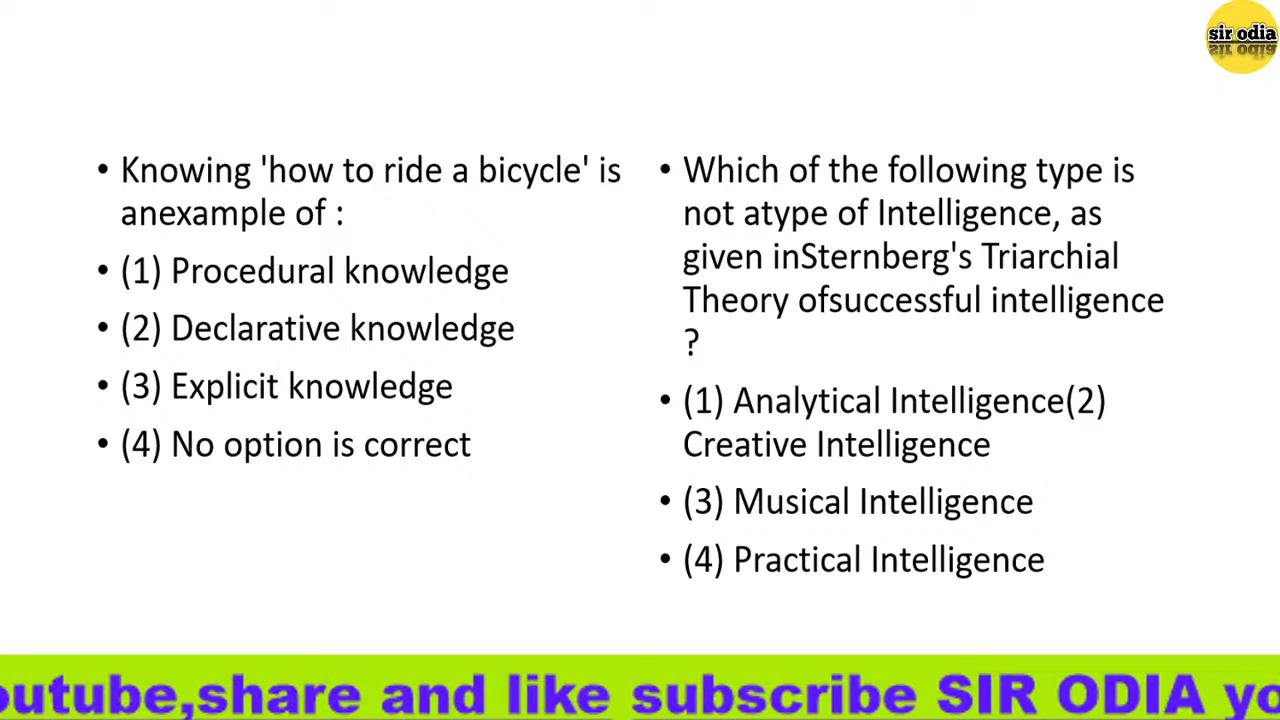 sir odia
• Knowing 'how to ride a bicycle' is
anexample of :
• (1) Procedural knowledge
• (2) Declarative knowledge
• (3) Explicit knowledge
• (4) No option is correct
• Which of the following type is
not atype of Intelligence, as
given inSternberg's Triarchial
Theory ofsuccessful intelligence
?
• (1) Analytical Intelligence(2)
Creative Intelligence
• (3) Musical Intelligence
• (4) Practical Intelligence
outube,share and like subscribe SIR ODIA yo